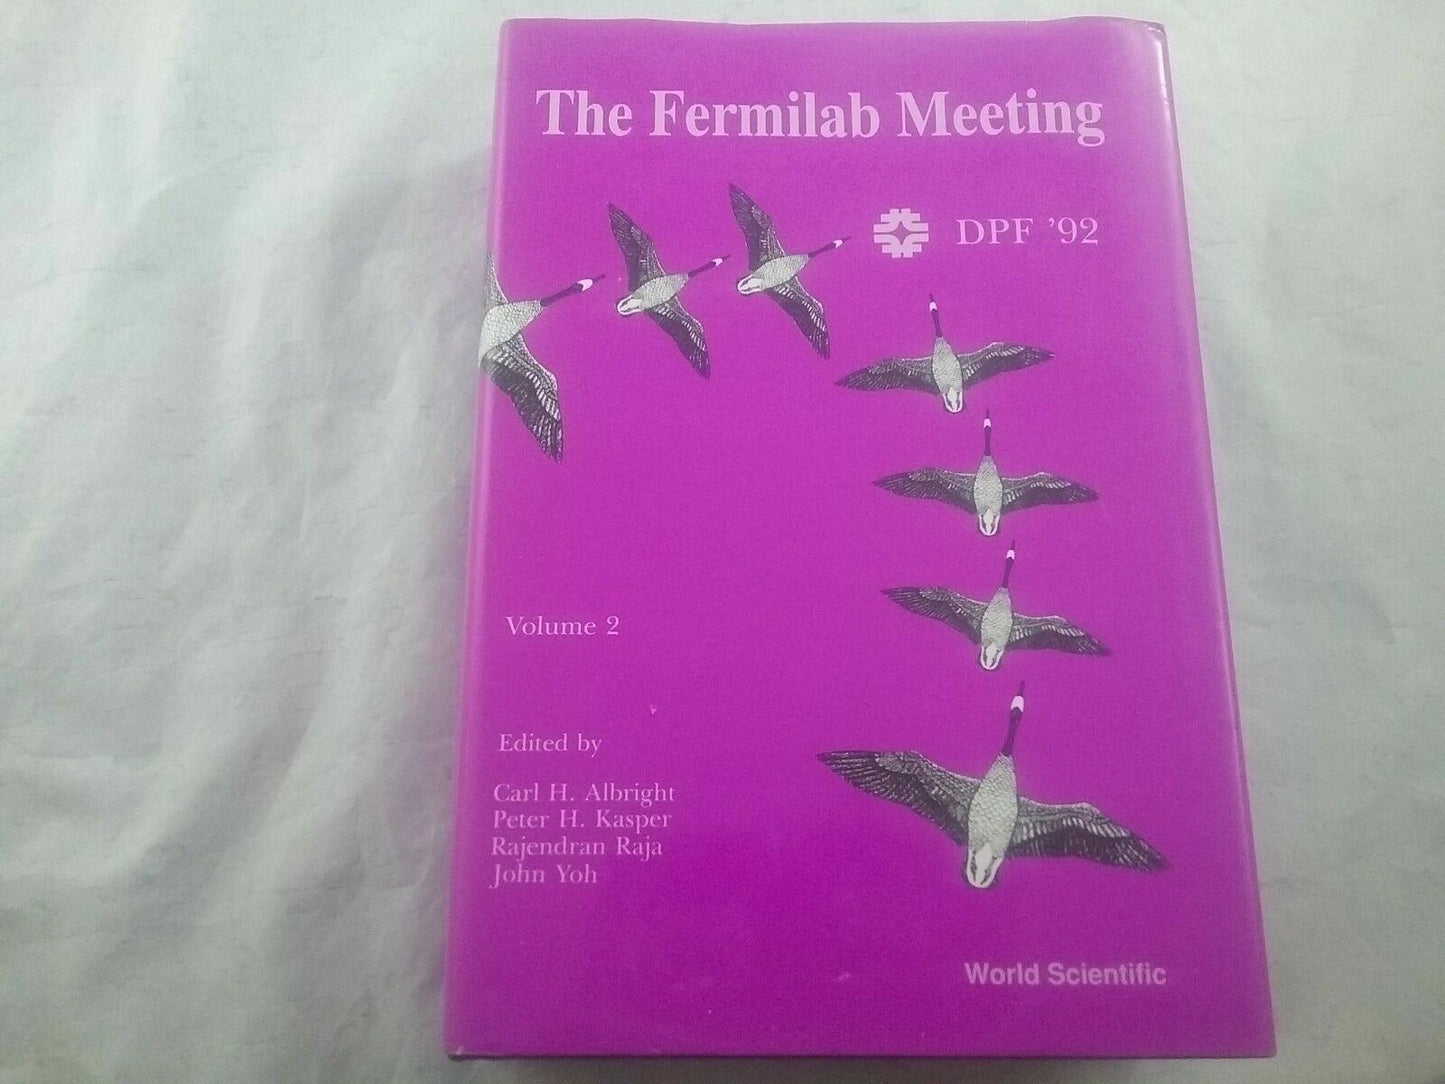 The Fermilab Meeting
DPF '92
Volume 2
Edited by
Carl H. Albright
Peter H. Kasper
Rajendran Raja
John Yoh
World Scientific